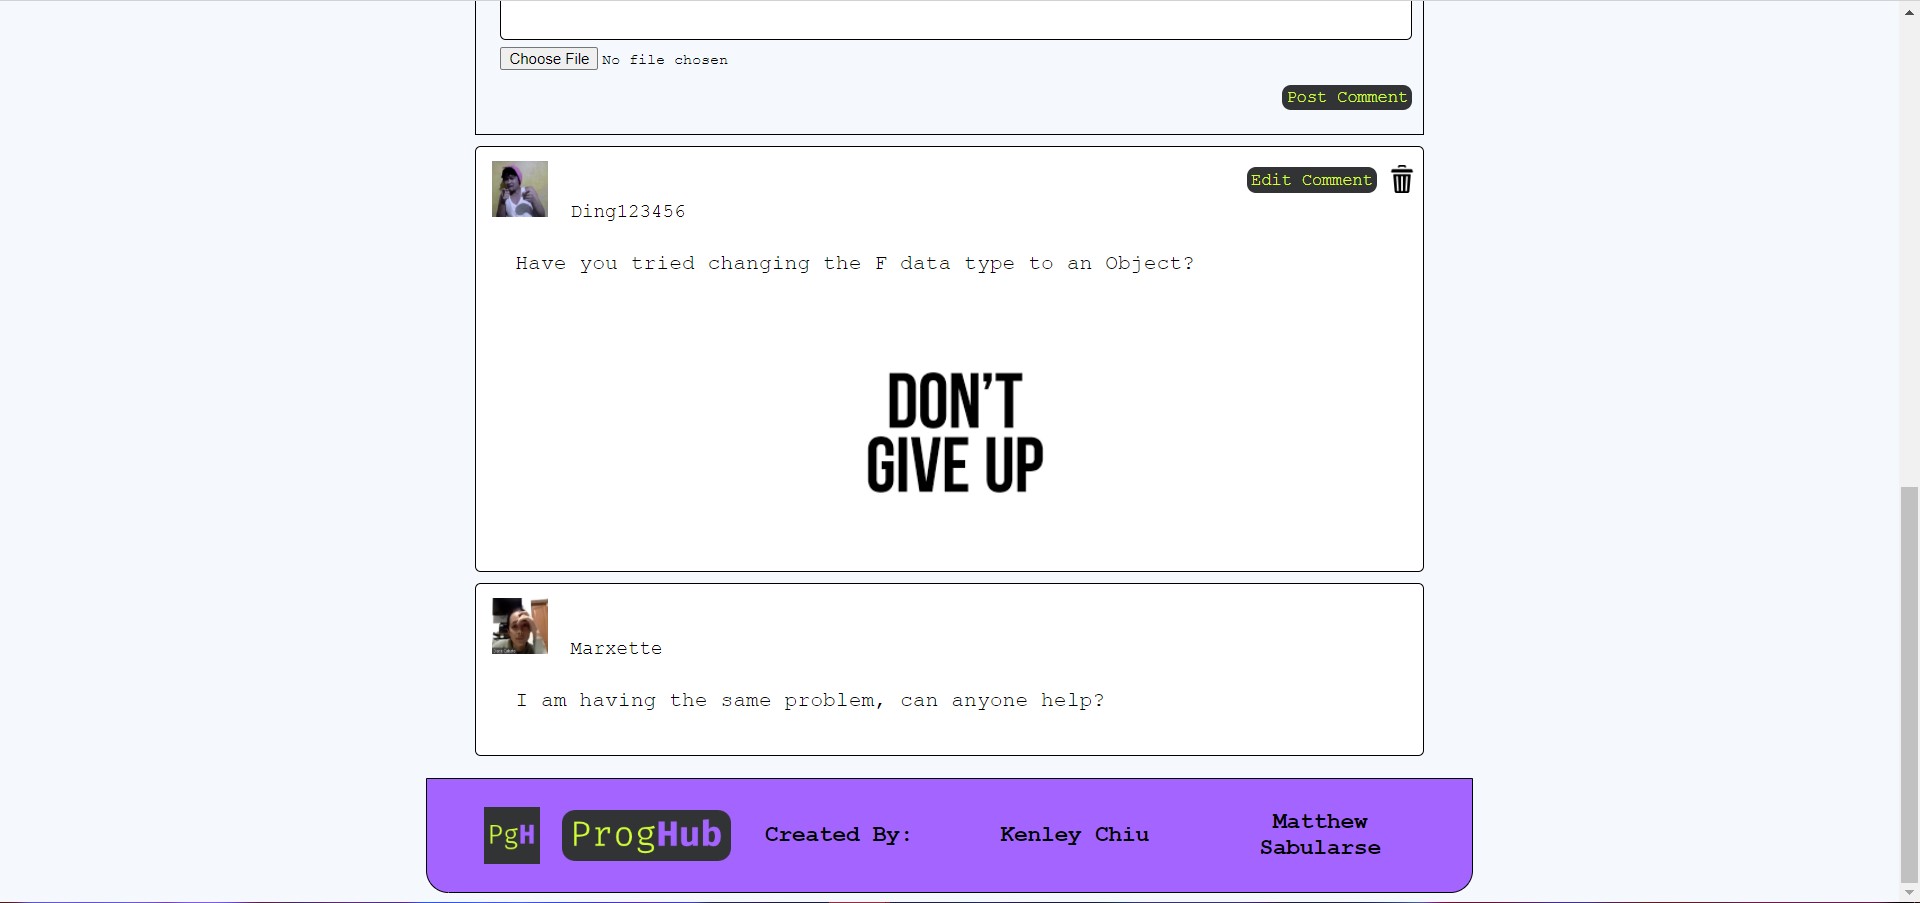 Choose File No file chosen
Post Comment
Edit Comment
Ding123456
Have you tried changing the F data type to an Object?
DON'T
GIVE UP
Marxette
I am having the same problem, can anyone help?
PgH ProgHub Created By: Kenley Chiu Matthew
Sabularse